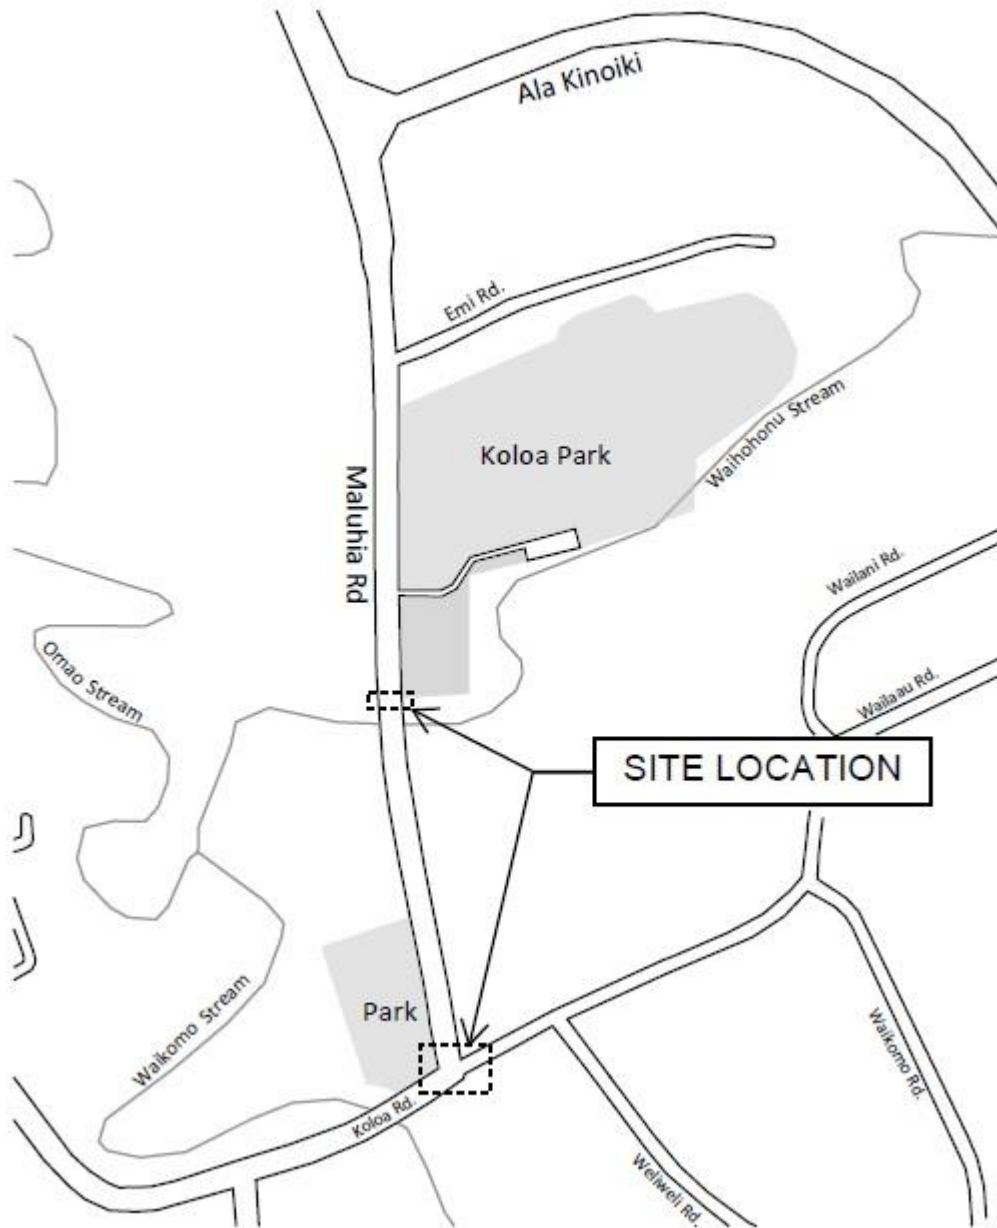 Ala Kinoiki
Emi Rd.
Koloa Park
Waihohonu Stream
Maluhia Rd
Wailani Rd.
Omao Stream
Wailaau Rd.
SITE LOCATION
Park
Waikomo Stream
Waikomo Rd.
Koloa Rd.
Weliweli Rd.